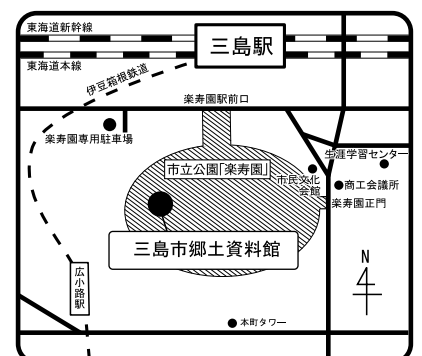 東海道新幹線
三島駅
東海道本線
伊豆箱根鉄道
楽寿園駅前口
楽寿園専用駐車場
生涯学習センター
市立公園「楽寿園」
市民文化
会館
商工会議所
楽寿園正門
三島市郷土資料館
N
広小路駅
本町タワー